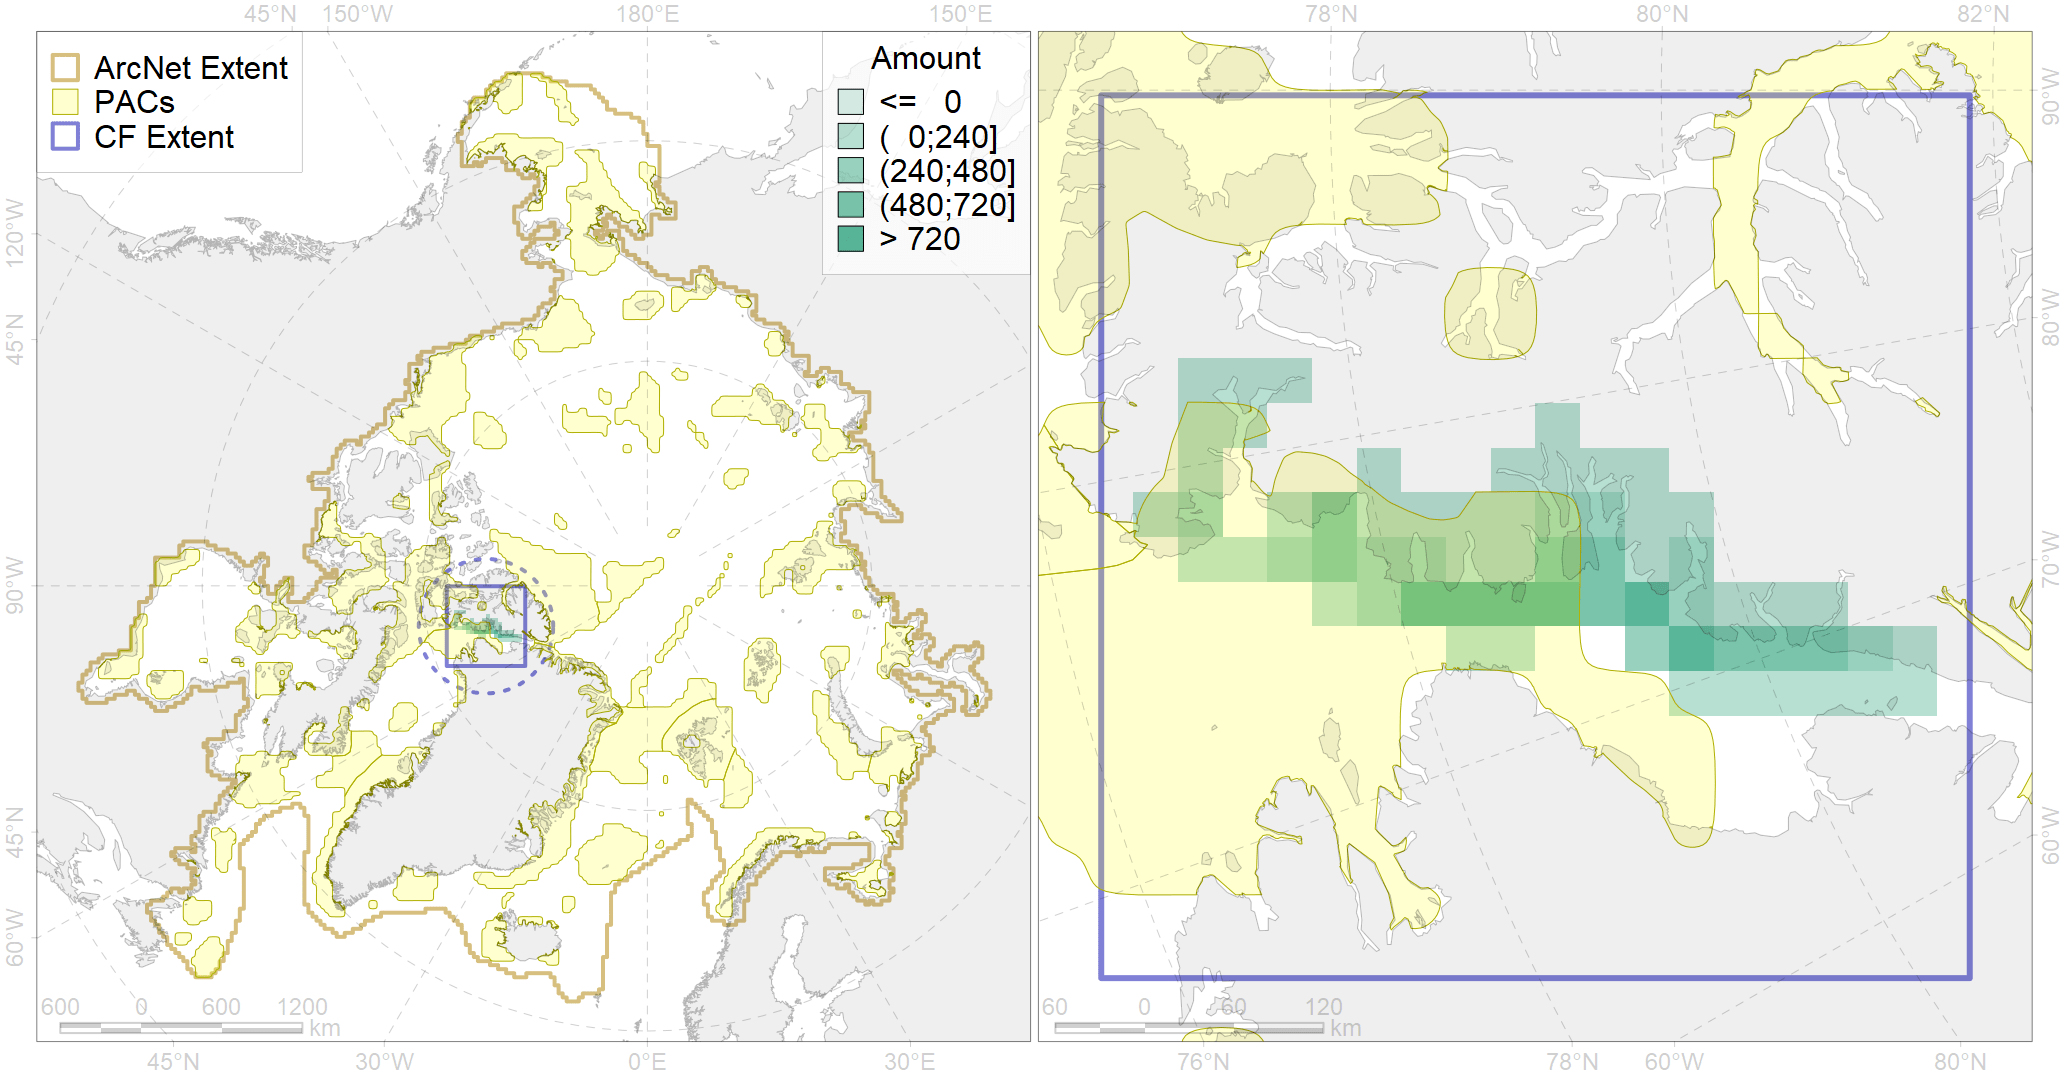 45°N 150°W 180°E 150°E 78°N 80°N 82°N
ArcNet Extent
PACs
CF Extent
Amount
<= 0
( 0;240]
(240;480]
(480;720]
> 720
120°W
45°N
90°W
45°N
60°W
90°W
80°W
70°W
60°W
600 0 600 1200
km
60 0 60 120
km
45°N 30°W 0°E 30°E 76°N 78°N 60°W 80°N